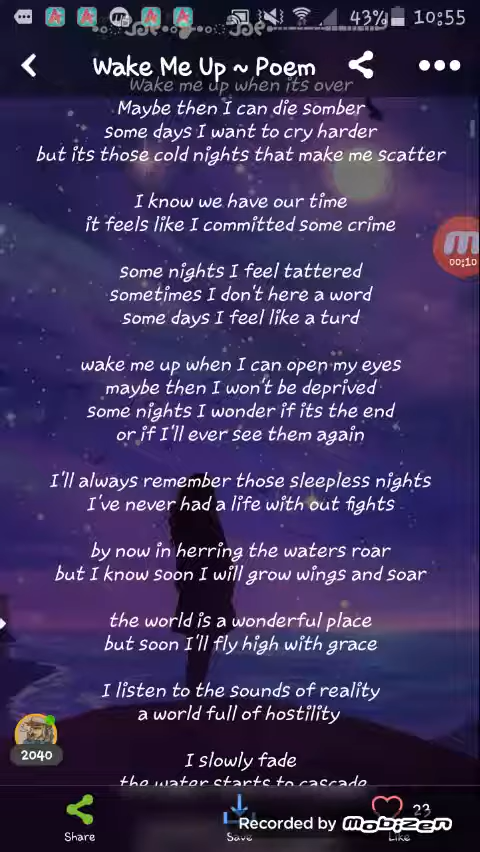 43% 10:55
Wake Me Up ~ Poem
Wake me up when its over
Maybe then I can die somber
some days I want to cry harder
but its those cold nights that make me scatter
I know we have our time
it feels like I committed some crime
00:10
some nights I feel tattered
sometimes I don't here a word
some days I feel like a turd
wake me up when I can open my eyes
maybe then I won't be deprived
some nights I wonder if its the end
or if I'll ever see them again
I'll always remember those sleepless nights
I've never had a life with out fights
by now in herring the waters roar
but I know soon I will grow wings and soar
the world is a wonderful place
but soon I'll fly high with grace
I listen to the sounds of reality
a world full of hostility
2040
I slowly fade
the water starts to cascade
Share
Save
23
Like
Recorded by Mobizen